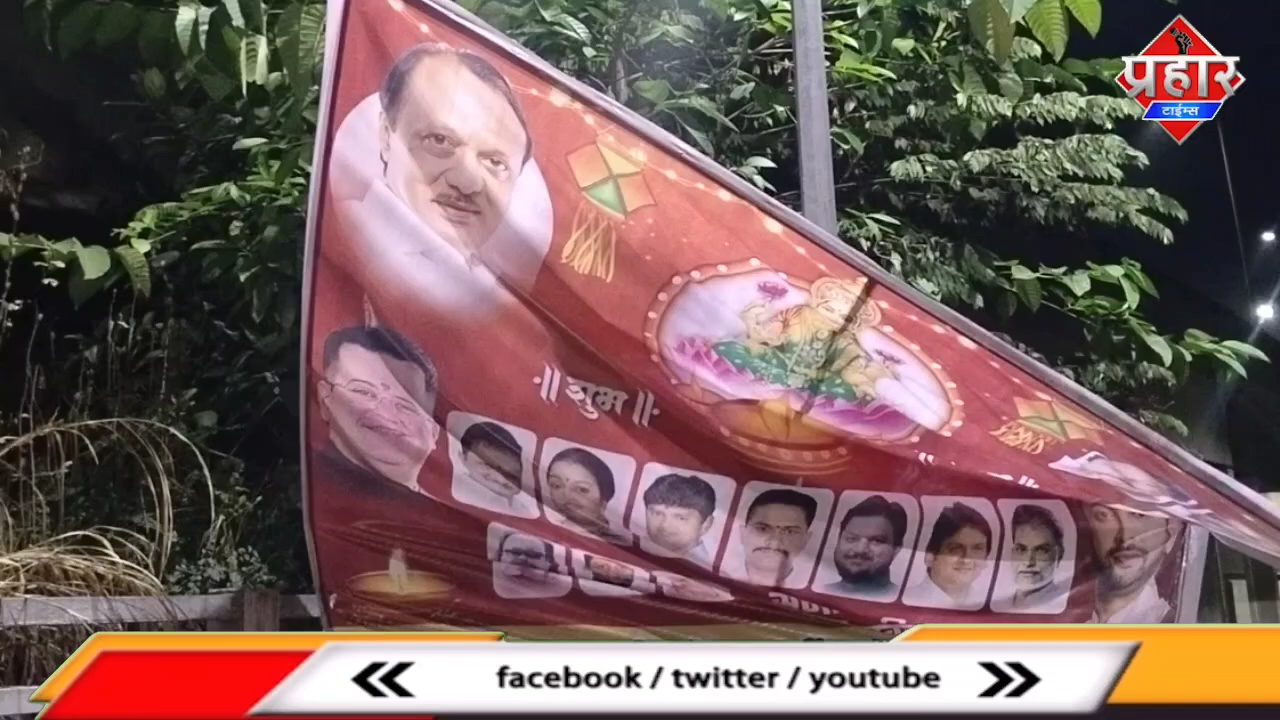 प्रहार
टाईम्स
॥ शुभ ॥
facebook / twitter / youtube